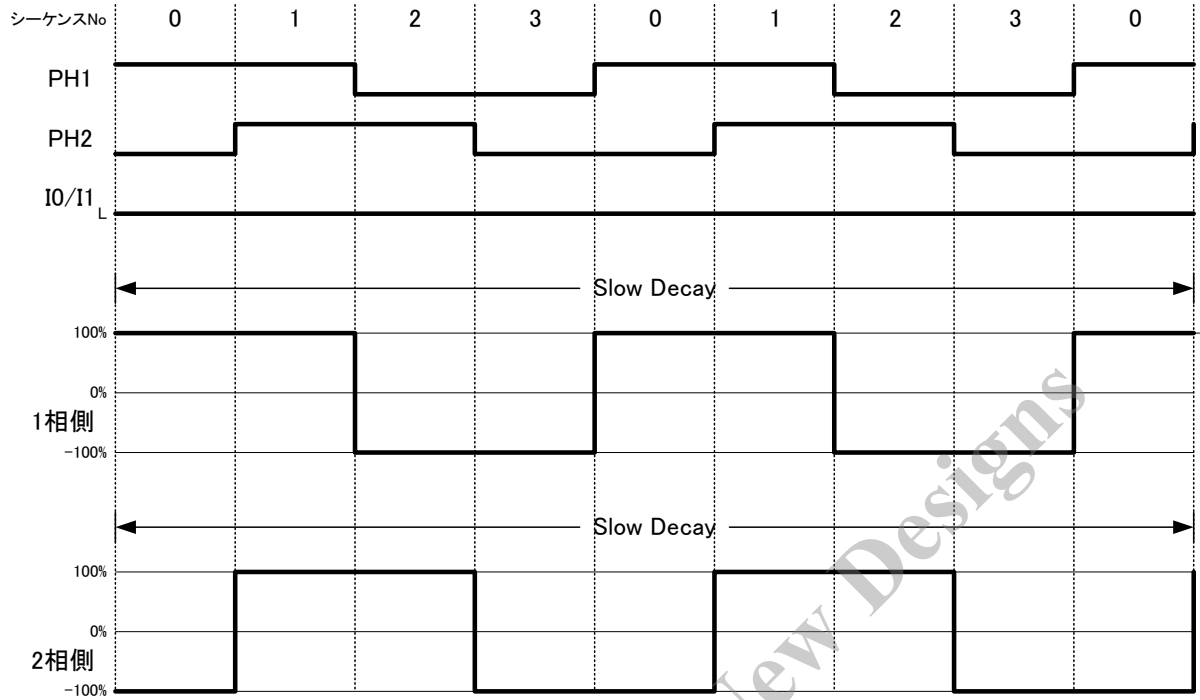 シーケンスNo 0 1 2 3 0 1 2 3 0
PH1
PH2
I0/I1 L
Slow Decay
100%
0%
1相側
-100%
Slow Decay
100%
0%
2相側
-100%
New Designs